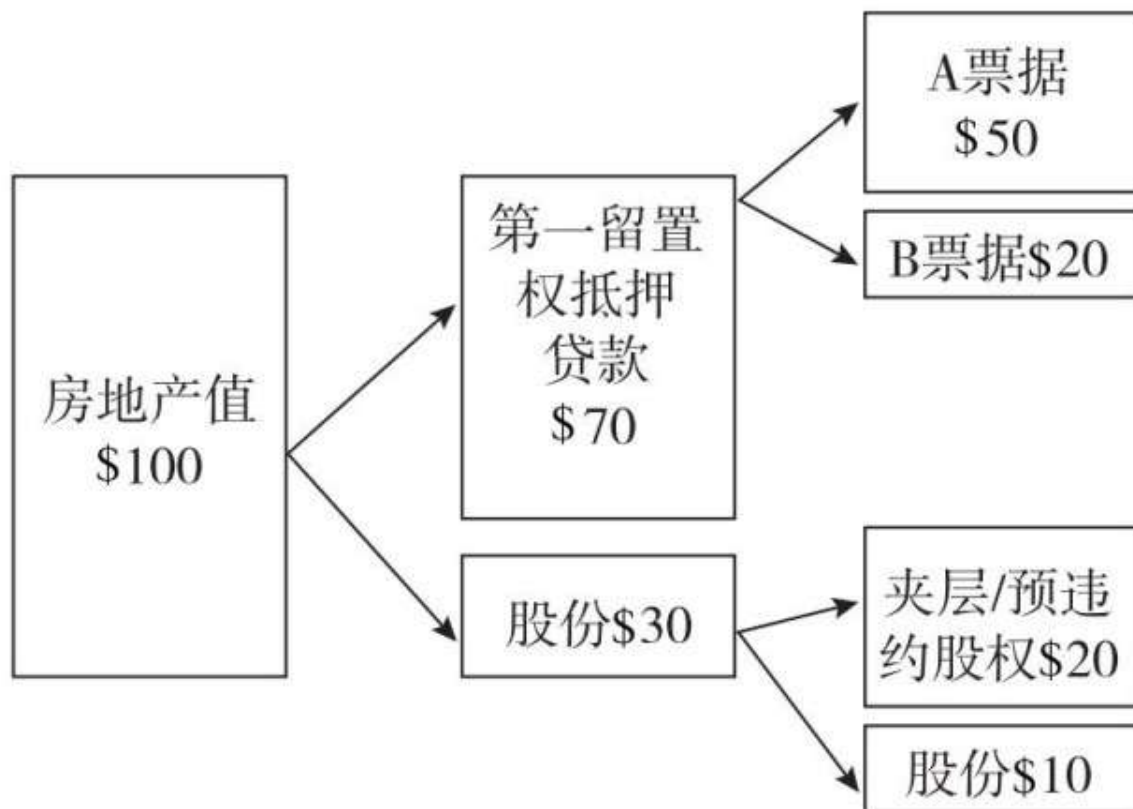 房地产值
$100
第一留置
权抵押
贷款
$70
股份$30
A票据
$50
B票据$20
夹层/预违
约股权$20
股份$10